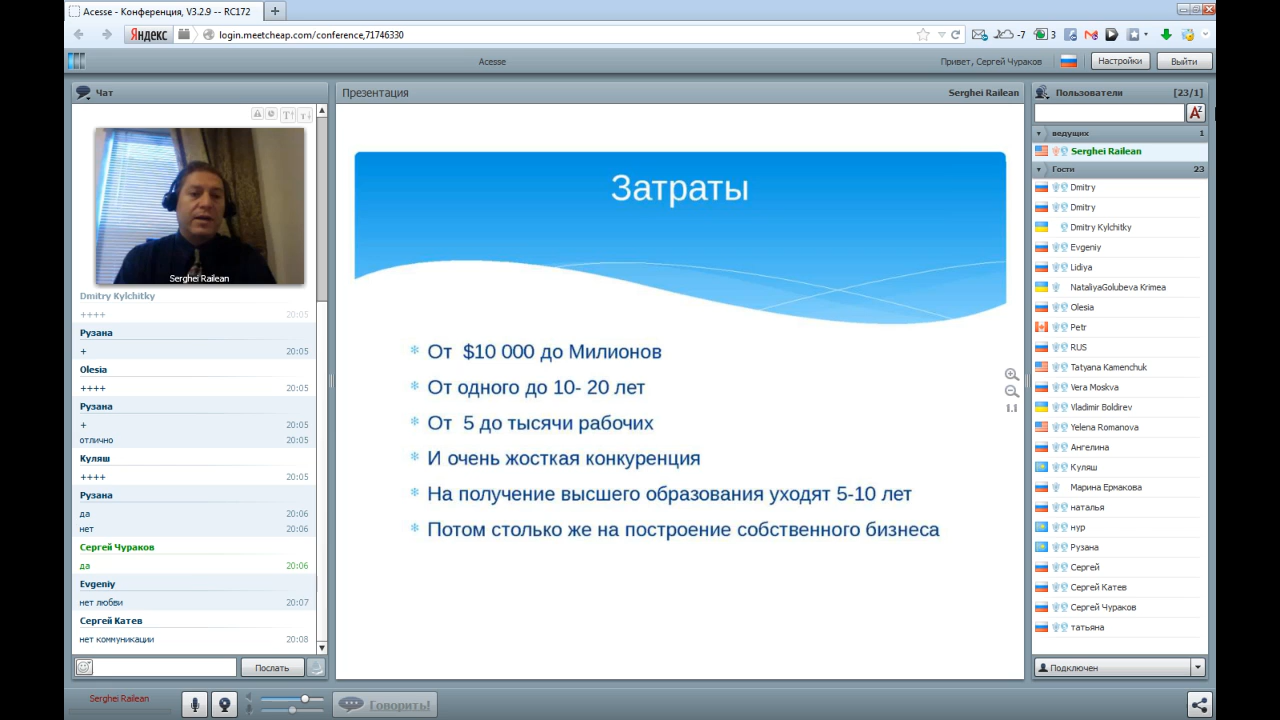 Acesse - Конференция, V3.2.9 -- RC172
Яндекс
login.meetcheap.com/conference,71746330
-7
3
Acesse
Привет, Сергей Чураков
Настройки
Выйти
Чат
Serghei Railean
Dmitry Kylchitky
++++ 20:05
Рузана
+ 20:05
Olesia
++++ 20:05
Рузана
+ 20:05
отлично 20:05
Куляш
++++ 20:05
Рузана
да 20:06
нет 20:06
Сергей Чураков
да 20:06
Evgeniy
нет любви 20:07
Сергей Катев
нет коммуникации 20:08
Послать
Презентация
Serghei Railean
Затраты
От $10 000 до Милионов
От одного до 10- 20 лет
От 5 до тысячи рабочих
И очень жосткая конкуренция
На получение высшего образования уходят 5-10 лет
Потом столько же на построение собственного бизнеса
1.1
Пользователи [23/1]
ведущих 1
Serghei Railean
Гости 23
Dmitry
Dmitry
Dmitry Kylchitky
Evgeniy
Lidiya
NataliyaGolubeva Krimea
Olesia
Petr
RUS
Tatyana Kamenchuk
Vera Moskva
Vladimir Boldirev
Yelena Romanova
Ангелина
Куляш
Марина Ермакова
наталья
нур
Рузана
Сергей
Сергей Катев
Сергей Чураков
татьяна
Подключен
Serghei Railean
Говорить!